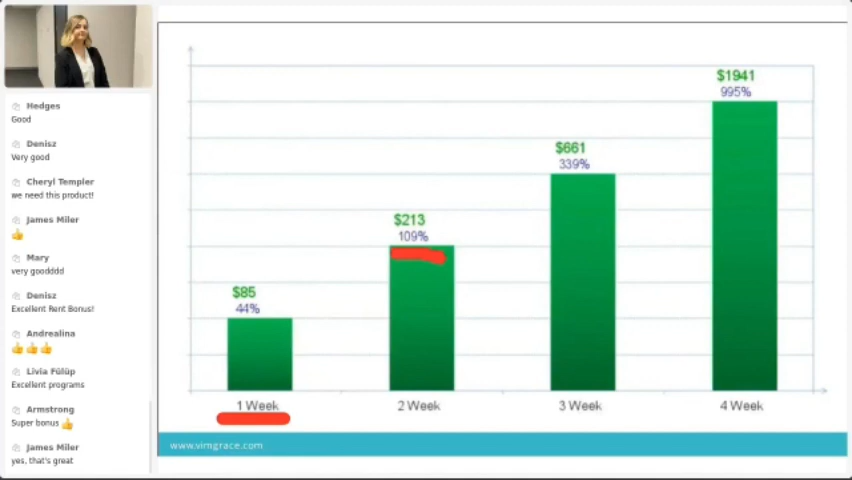 Hedges
Good
Denisz
Very good
Cheryl Templer
we need this product!
James Miler
Mary
very goodddd
Denisz
Excellent Rent Bonus!
Andrealina
Livia Fülüp
Excellent programs
Armstrong
Super bonus
James Miler
yes, that's great
$85
44%
$213
109%
$661
339%
$1941
995%
1 Week
2 Week
3 Week
4 Week
www.vimgrace.com